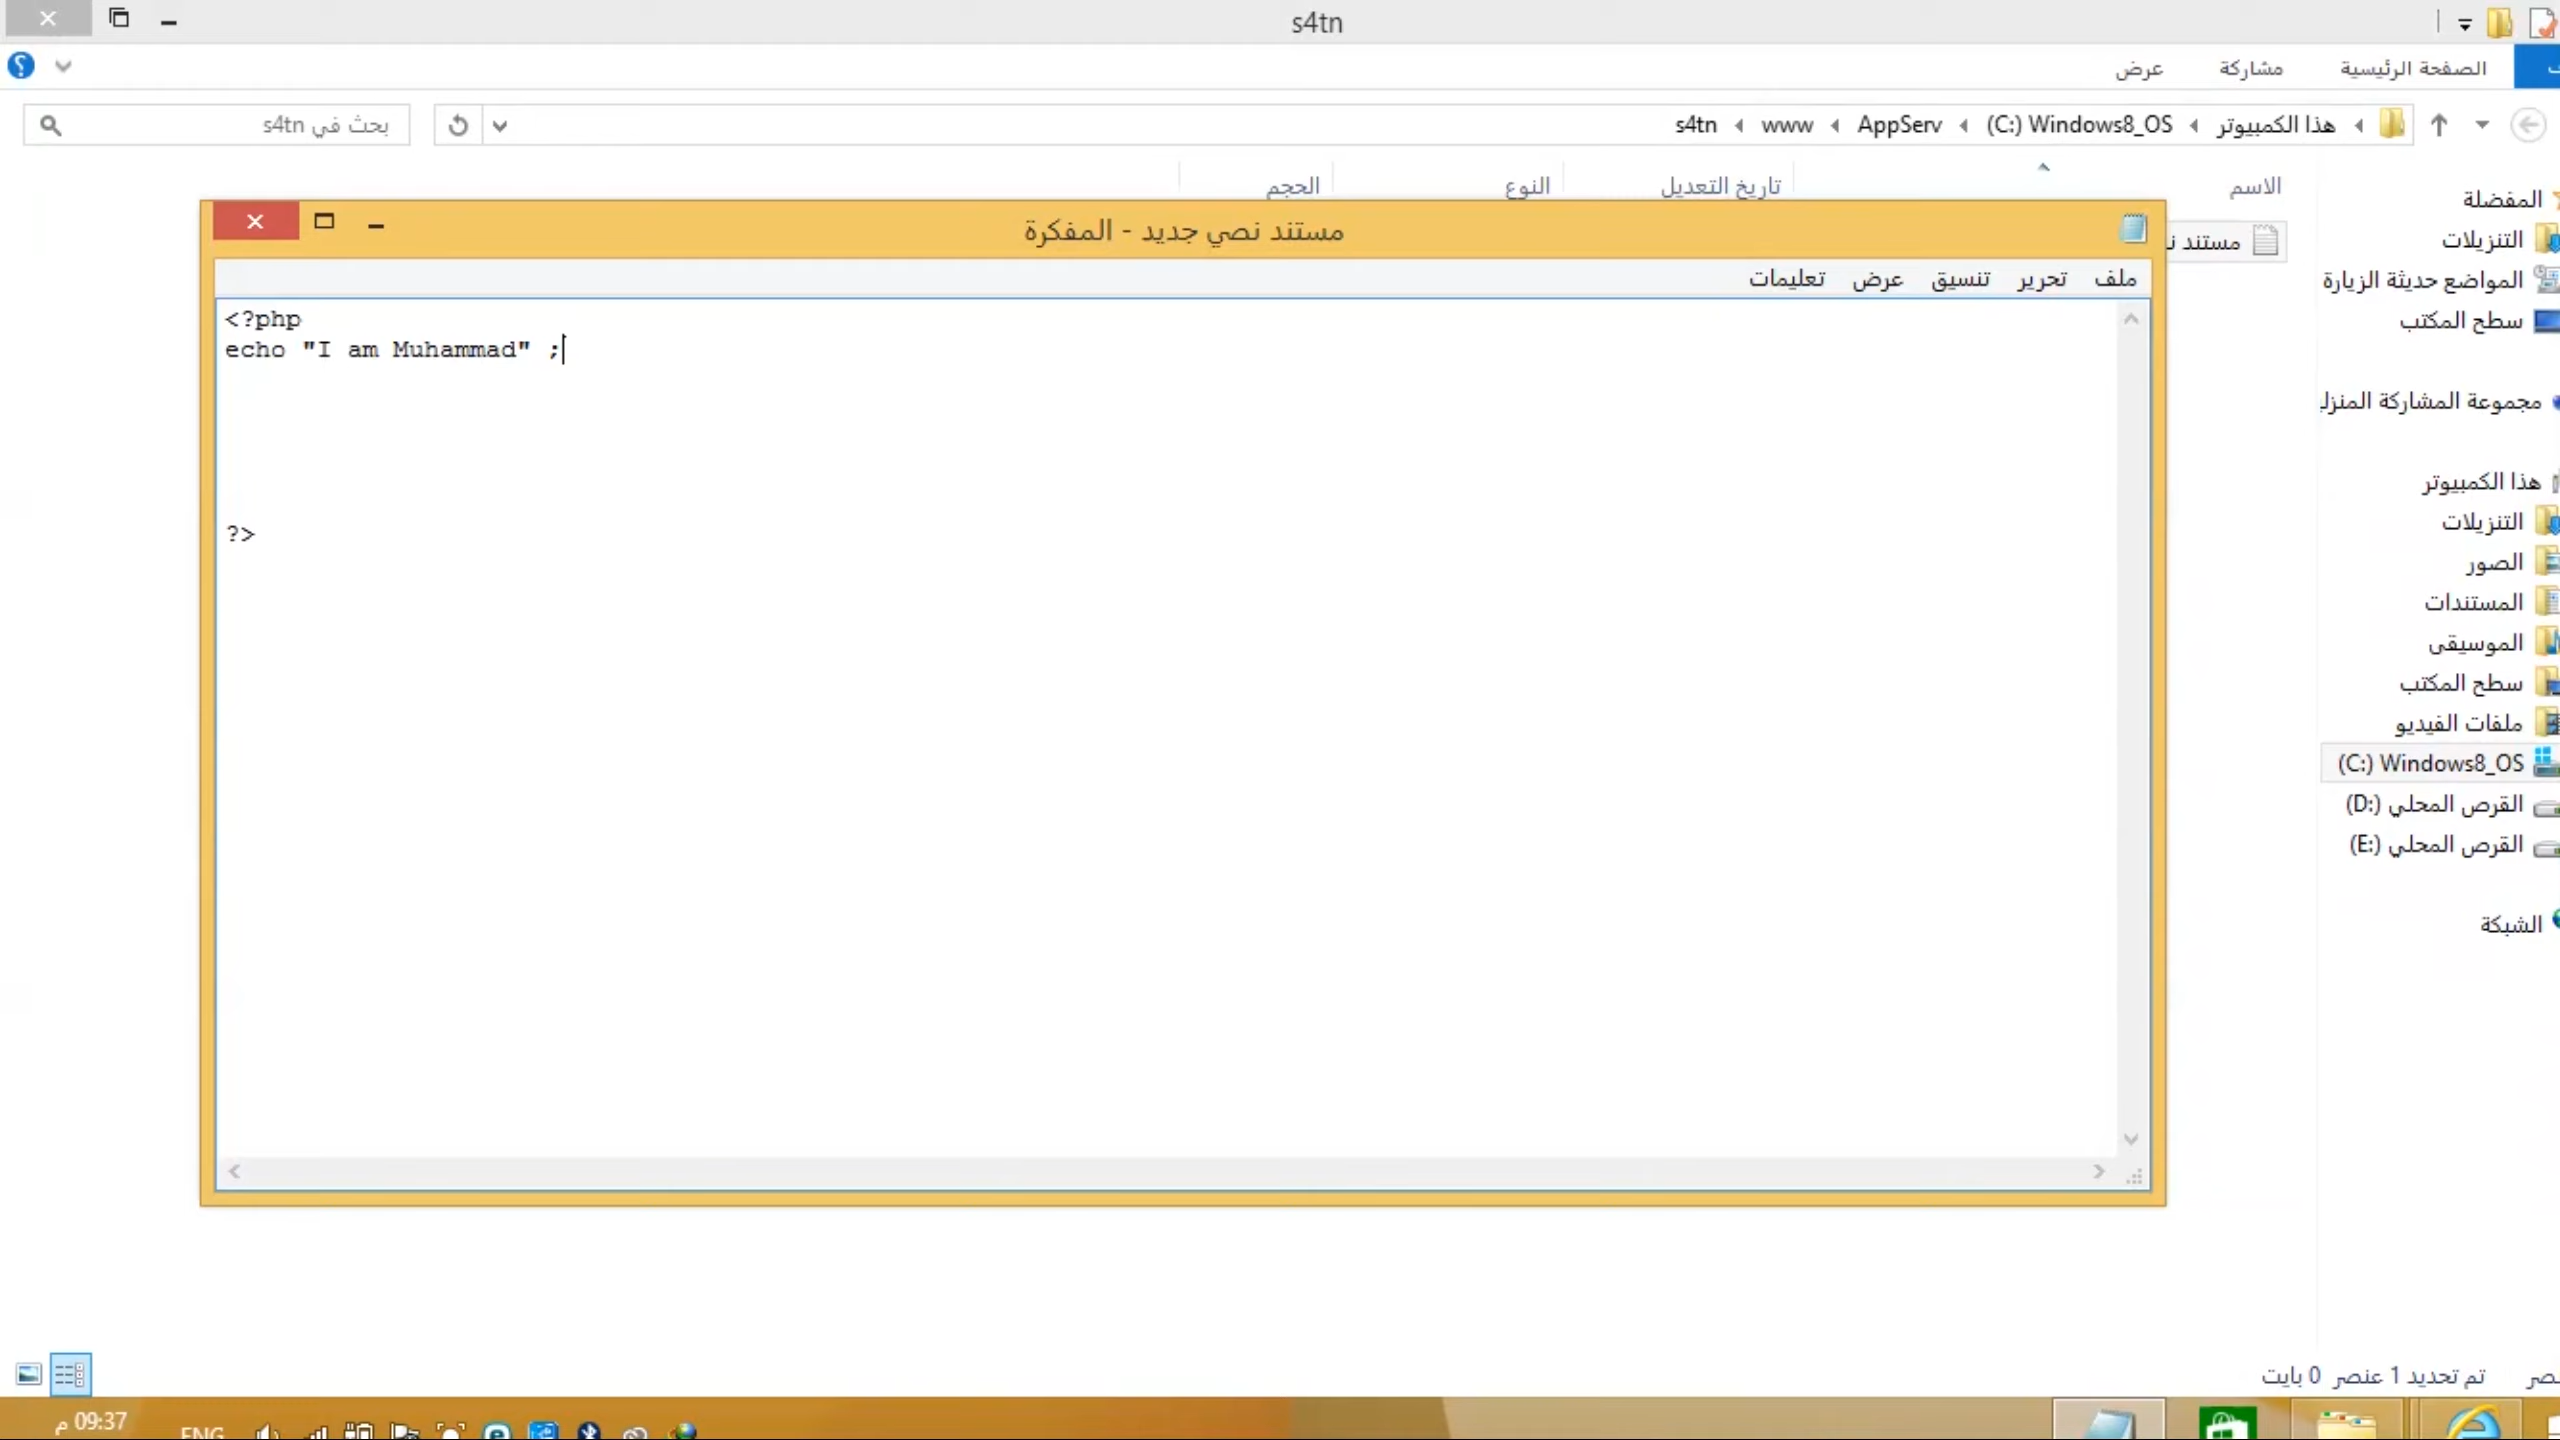 s4tn
الصفحة الرئيسية
مشاركة
عرض
هذا الكمبيوتر
(C:) Windows8_OS
AppServ
www
s4tn
بحث في s4tn
الاسم
تاريخ التعديل
النوع
الحجم
مستند
مستند نصي جديد - المفكرة
ملف
تحرير
تنسيق
عرض
تعليمات
<?php
echo "I am Muhammad" ;
?>
المفضلة
التنزيلات
المواضع حديثة الزيارة
سطح المكتب
مجموعة المشاركة
هذا الكمبيوتر
التنزيلات
الصور
المستندات
الموسيقى
سطح المكتب
ملفات الفيديو
(C:) Windows8_OS
القرص المحلي (D:)
القرص المحلي (E:)
الشبكة
تم تحديد 1 عنصر 0 بايت
09:37 م
ENG